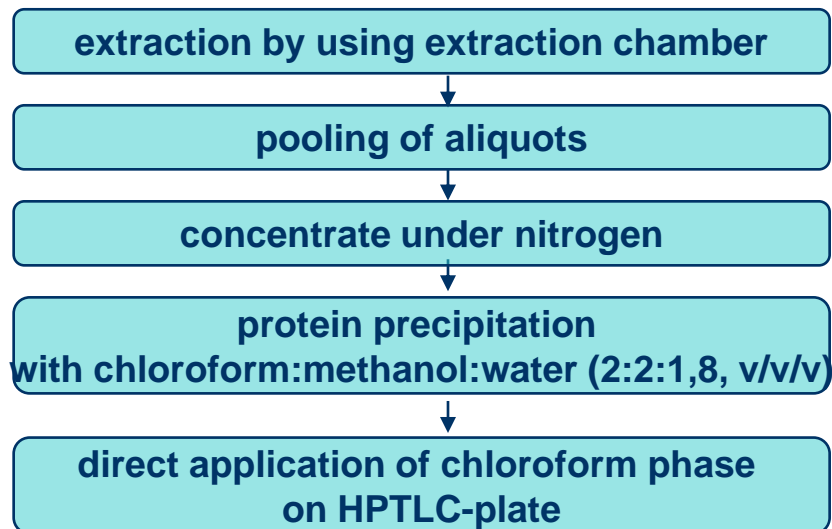 extraction by using extraction chamber
pooling of aliquots
concentrate under nitrogen
protein precipitation
with chloroform:methanol:water (2:2:1,8, v/v/v)
direct application of chloroform phase
on HPTLC-plate